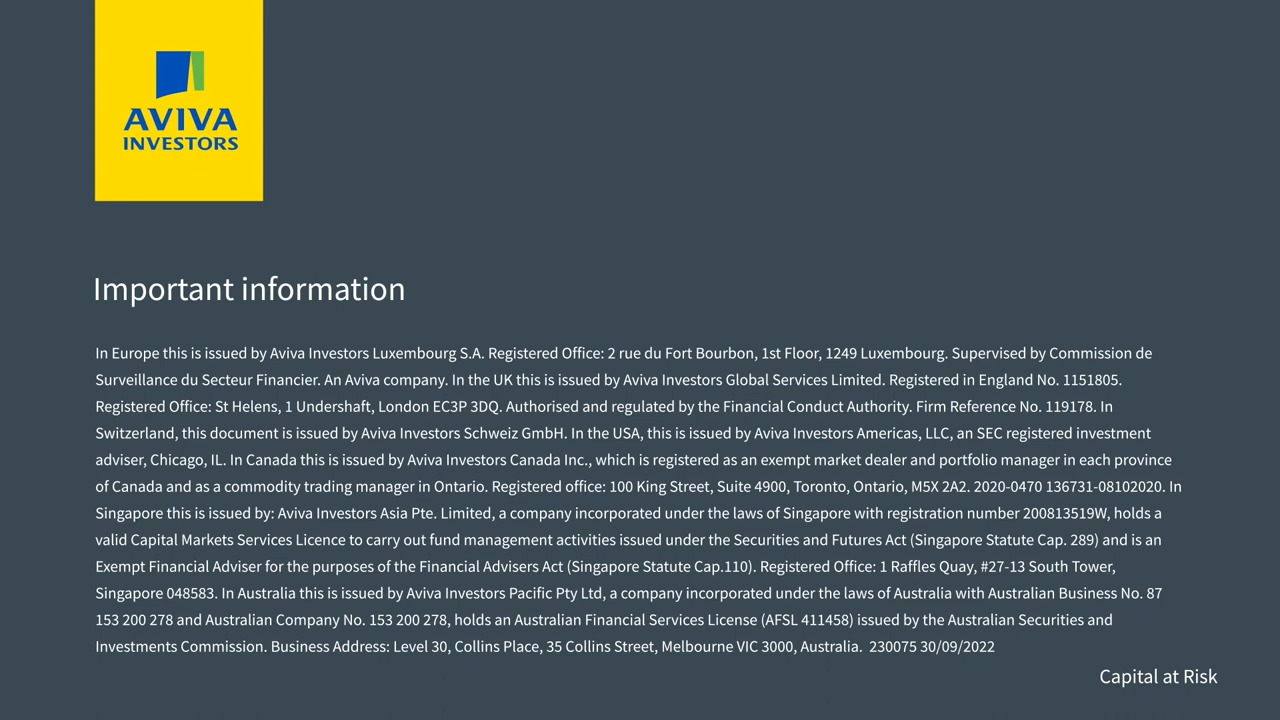 AVIVA
INVESTORS
Important information
In Europe this is issued by Aviva Investors Luxembourg S.A. Registered Office: 2 rue du Fort Bourbon, 1st Floor, 1249 Luxembourg. Supervised by Commission de
Surveillance du Secteur Financier. An Aviva company. In the UK this is issued by Aviva Investors Global Services Limited. Registered in England No. 1151805.
Registered Office: St Helens, 1 Undershaft, London EC3P 3DQ. Authorised and regulated by the Financial Conduct Authority. Firm Reference No. 119178. In
Switzerland, this document is issued by Aviva Investors Schweiz GmbH. In the USA, this is issued by Aviva Investors Americas, LLC, an SEC registered investment
adviser, Chicago, IL. In Canada this is issued by Aviva Investors Canada Inc., which is registered as an exempt market dealer and portfolio manager in each province
of Canada and as a commodity trading manager in Ontario. Registered office: 100 King Street, Suite 4900, Toronto, Ontario, M5X 2A2. 2020-0470 136731-08102020. In
Singapore this is issued by: Aviva Investors Asia Pte. Limited, a company incorporated under the laws of Singapore with registration number 200813519W, holds a
valid Capital Markets Services Licence to carry out fund management activities issued under the Securities and Futures Act (Singapore Statute Cap. 289) and is an
Exempt Financial Adviser for the purposes of the Financial Advisers Act (Singapore Statute Cap.110). Registered Office: 1 Raffles Quay, #27-13 South Tower,
Singapore 048583. In Australia this is issued by Aviva Investors Pacific Pty Ltd, a company incorporated under the laws of Australia with Australian Business No. 87
153 200 278 and Australian Company No. 153 200 278, holds an Australian Financial Services License (AFSL 411458) issued by the Australian Securities and
Investments Commission. Business Address: Level 30, Collins Place, 35 Collins Street, Melbourne VIC 3000, Australia.  230075 30/09/2022
Capital at Risk